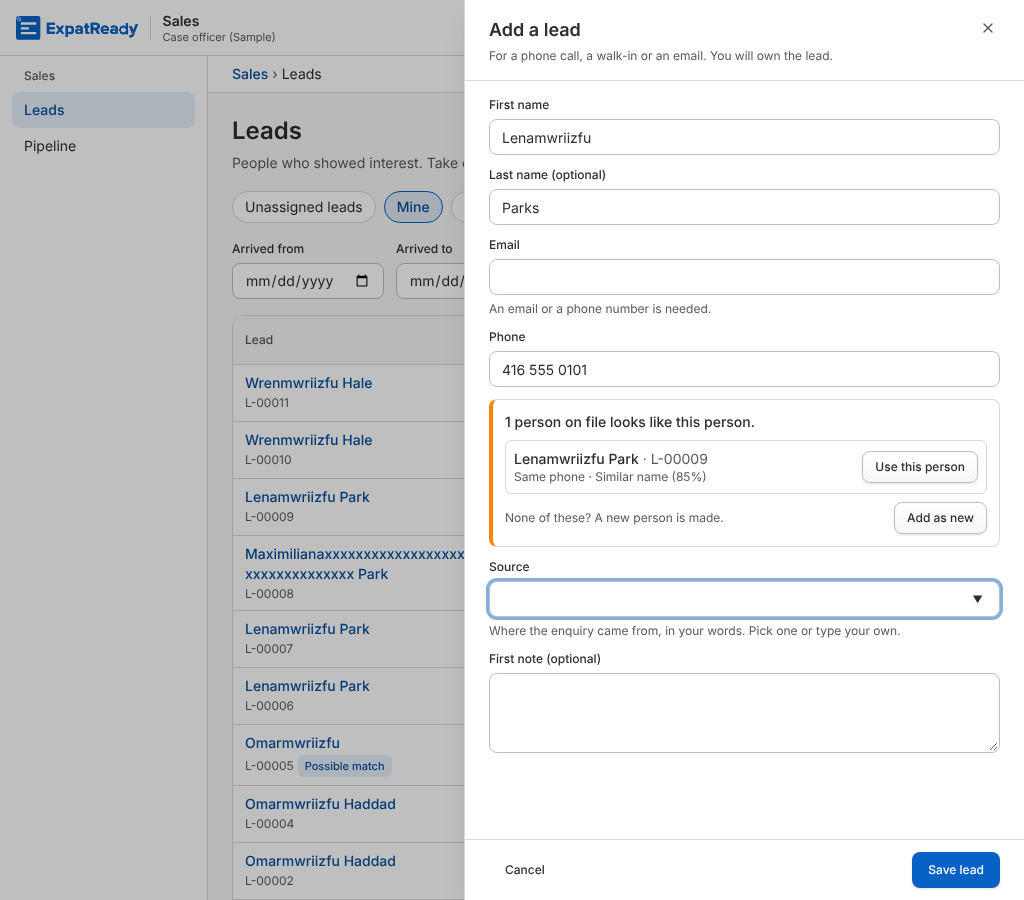 ExpatReady
Sales
Case officer (Sample)
Sales
Leads
Pipeline
Sales › Leads
Leads
People who showed interest. Take
Unassigned leads
Mine
Arrived from
Arrived to
mm/dd/yyyy
mm/dd/
Lead
Wrenmwriizfu Hale
L-00011
Wrenmwriizfu Hale
L-00010
Lenamwriizfu Park
L-00009
Maximilianaxxxxxxxxxxxxxxxxxx
xxxxxxxxxxxxxx Park
L-00008
Lenamwriizfu Park
L-00007
Lenamwriizfu Park
L-00006
Omarmwriizfu
L-00005 Possible match
Omarmwriizfu Haddad
L-00004
Omarmwriizfu Haddad
L-00002
Add a lead
For a phone call, a walk-in or an email. You will own the lead.
First name
Lenamwriizfu
Last name (optional)
Parks
Email
An email or a phone number is needed.
Phone
416 555 0101
1 person on file looks like this person.
Lenamwriizfu Park · L-00009
Same phone · Similar name (85%)
Use this person
None of these? A new person is made.
Add as new
Source
Where the enquiry came from, in your words. Pick one or type your own.
First note (optional)
Cancel
Save lead